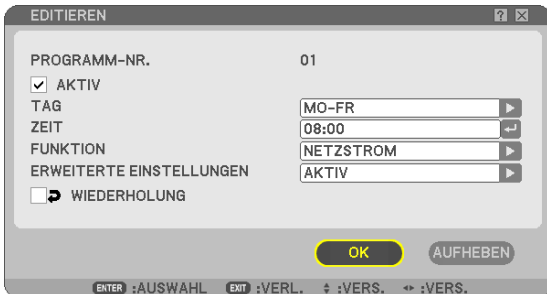 EDITIEREN
PROGRAMM-NR. 01
AKTIV
TAG MO-FR
ZEIT 08:00
FUNKTION NETZSTROM
ERWEITERTE EINSTELLUNGEN AKTIV
WIEDERHOLUNG
OK AUFHEBEN
ENTER :AUSWAHL EXIT :VERL. :VERS. :VERS.